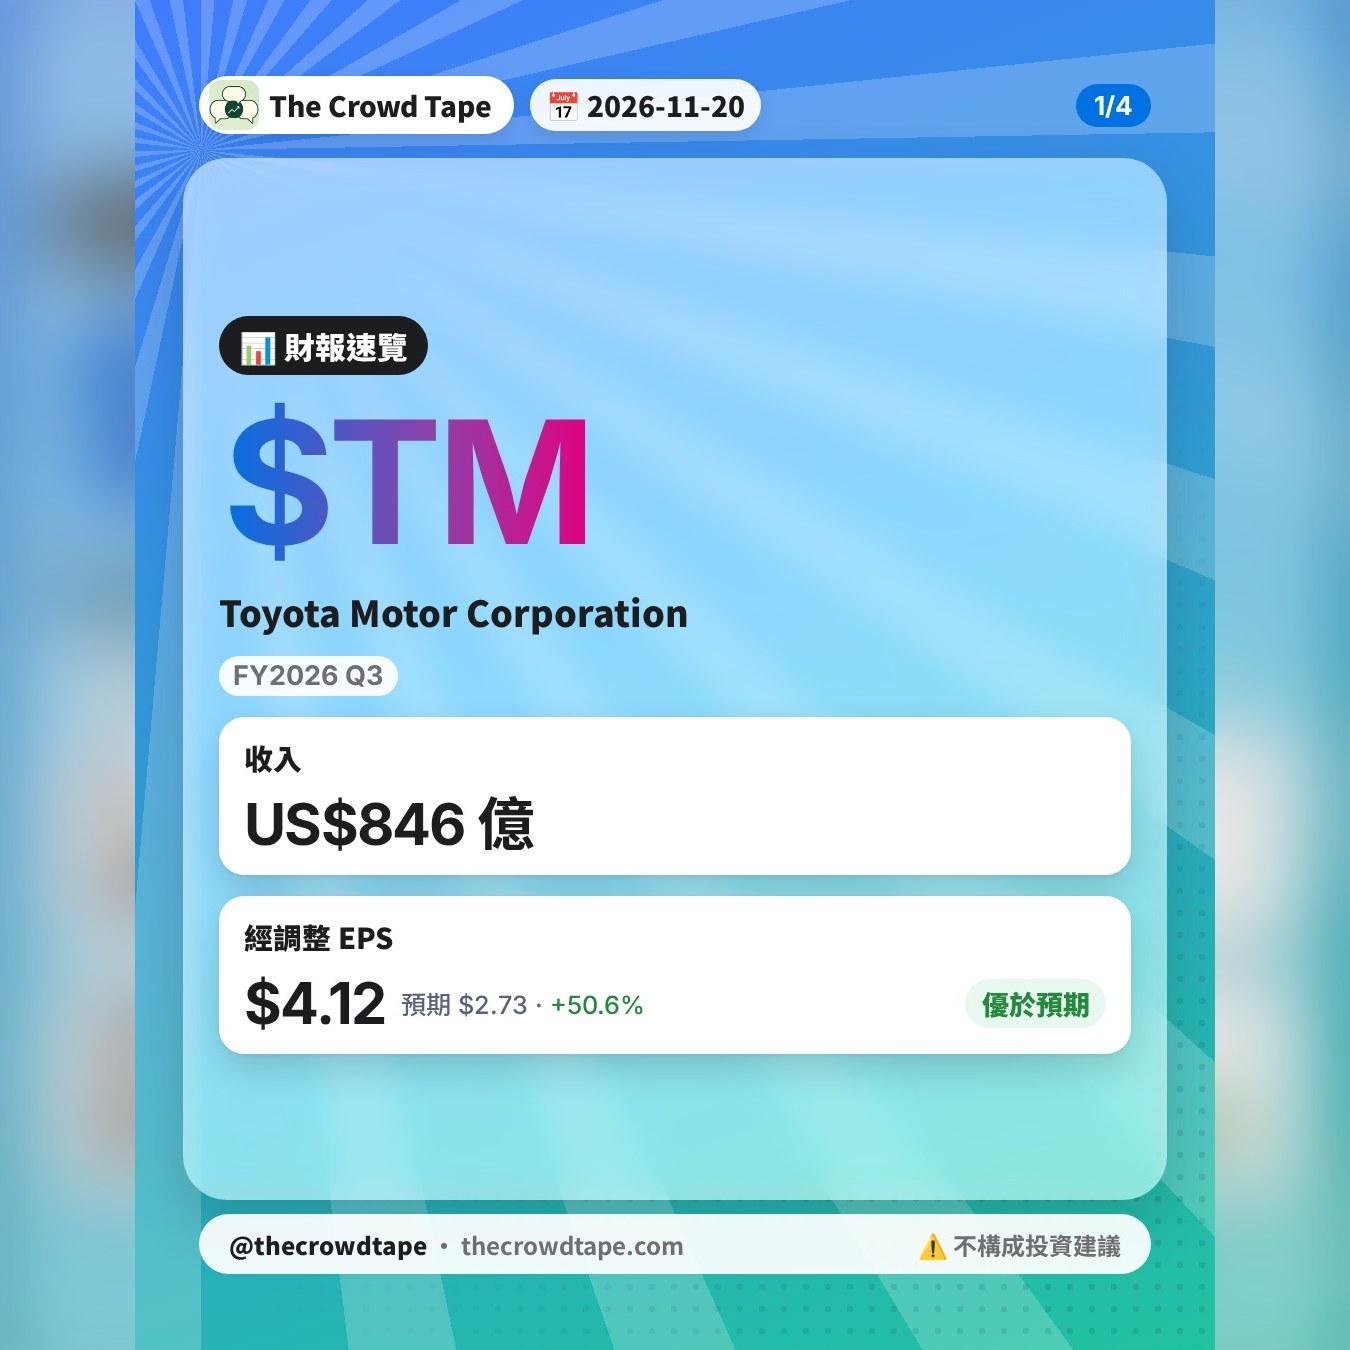 The Crowd Tape
📅 2026-11-20
1/4
📊 財報速覽
$TM
Toyota Motor Corporation
FY2026 Q3
收入
US$846 億
經調整 EPS
$4.12 預期 $2.73 · +50.6% 優於預期
@thecrowdtape · thecrowdtape.com
⚠️ 不構成投資建議